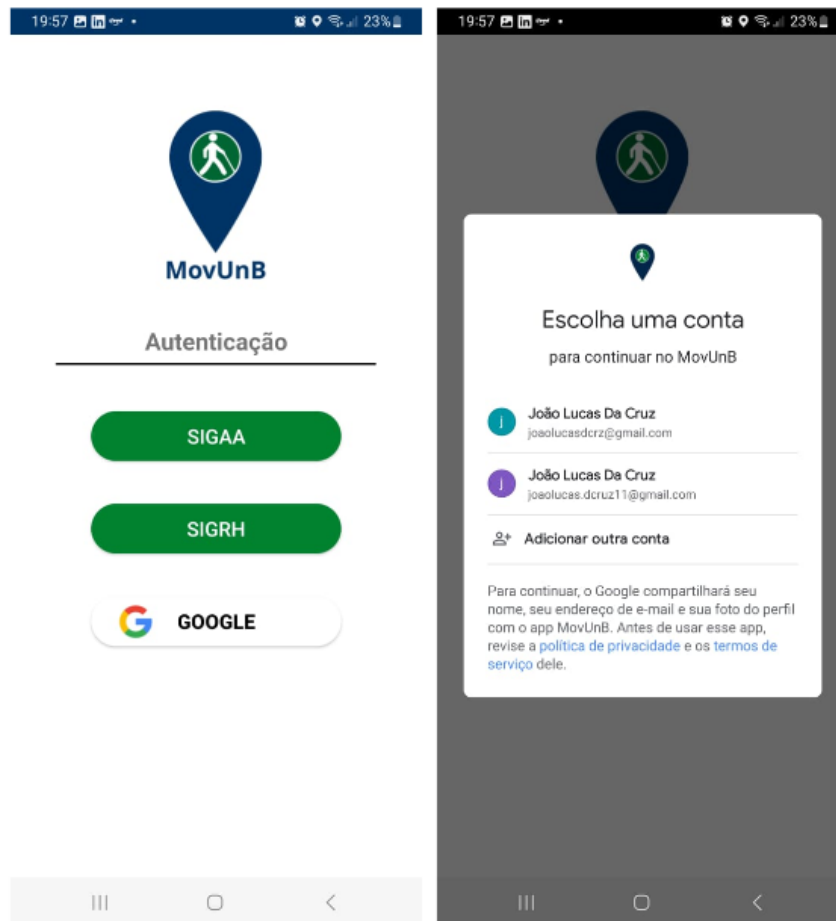 19:57
23%
MovUnB
Autenticação
SIGAA
SIGRH
GOOGLE
19:57
23%
Escolha uma conta
para continuar no MovUnB
j
João Lucas Da Cruz
joaolucasdcrz@gmail.com
j
João Lucas Da Cruz
joaolucas.dcruz11@gmail.com
Adicionar outra conta
Para continuar, o Google compartilhará seu
nome, seu endereço de e-mail e sua foto do perfil
com o app MovUnB. Antes de usar esse app,
revise a política de privacidade e os termos de
serviço dele.